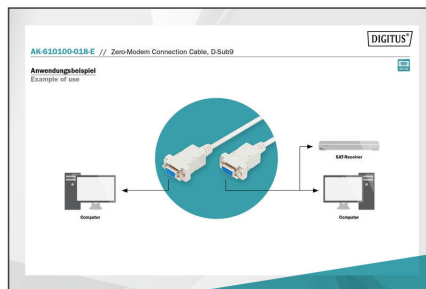 DIGITUS®
AK-610100-018-E // Zero-Modem Connection Cable, D-Sub9
Anwendungsbeispiel
Example of use
SAT-Receiver
Computer
Computer